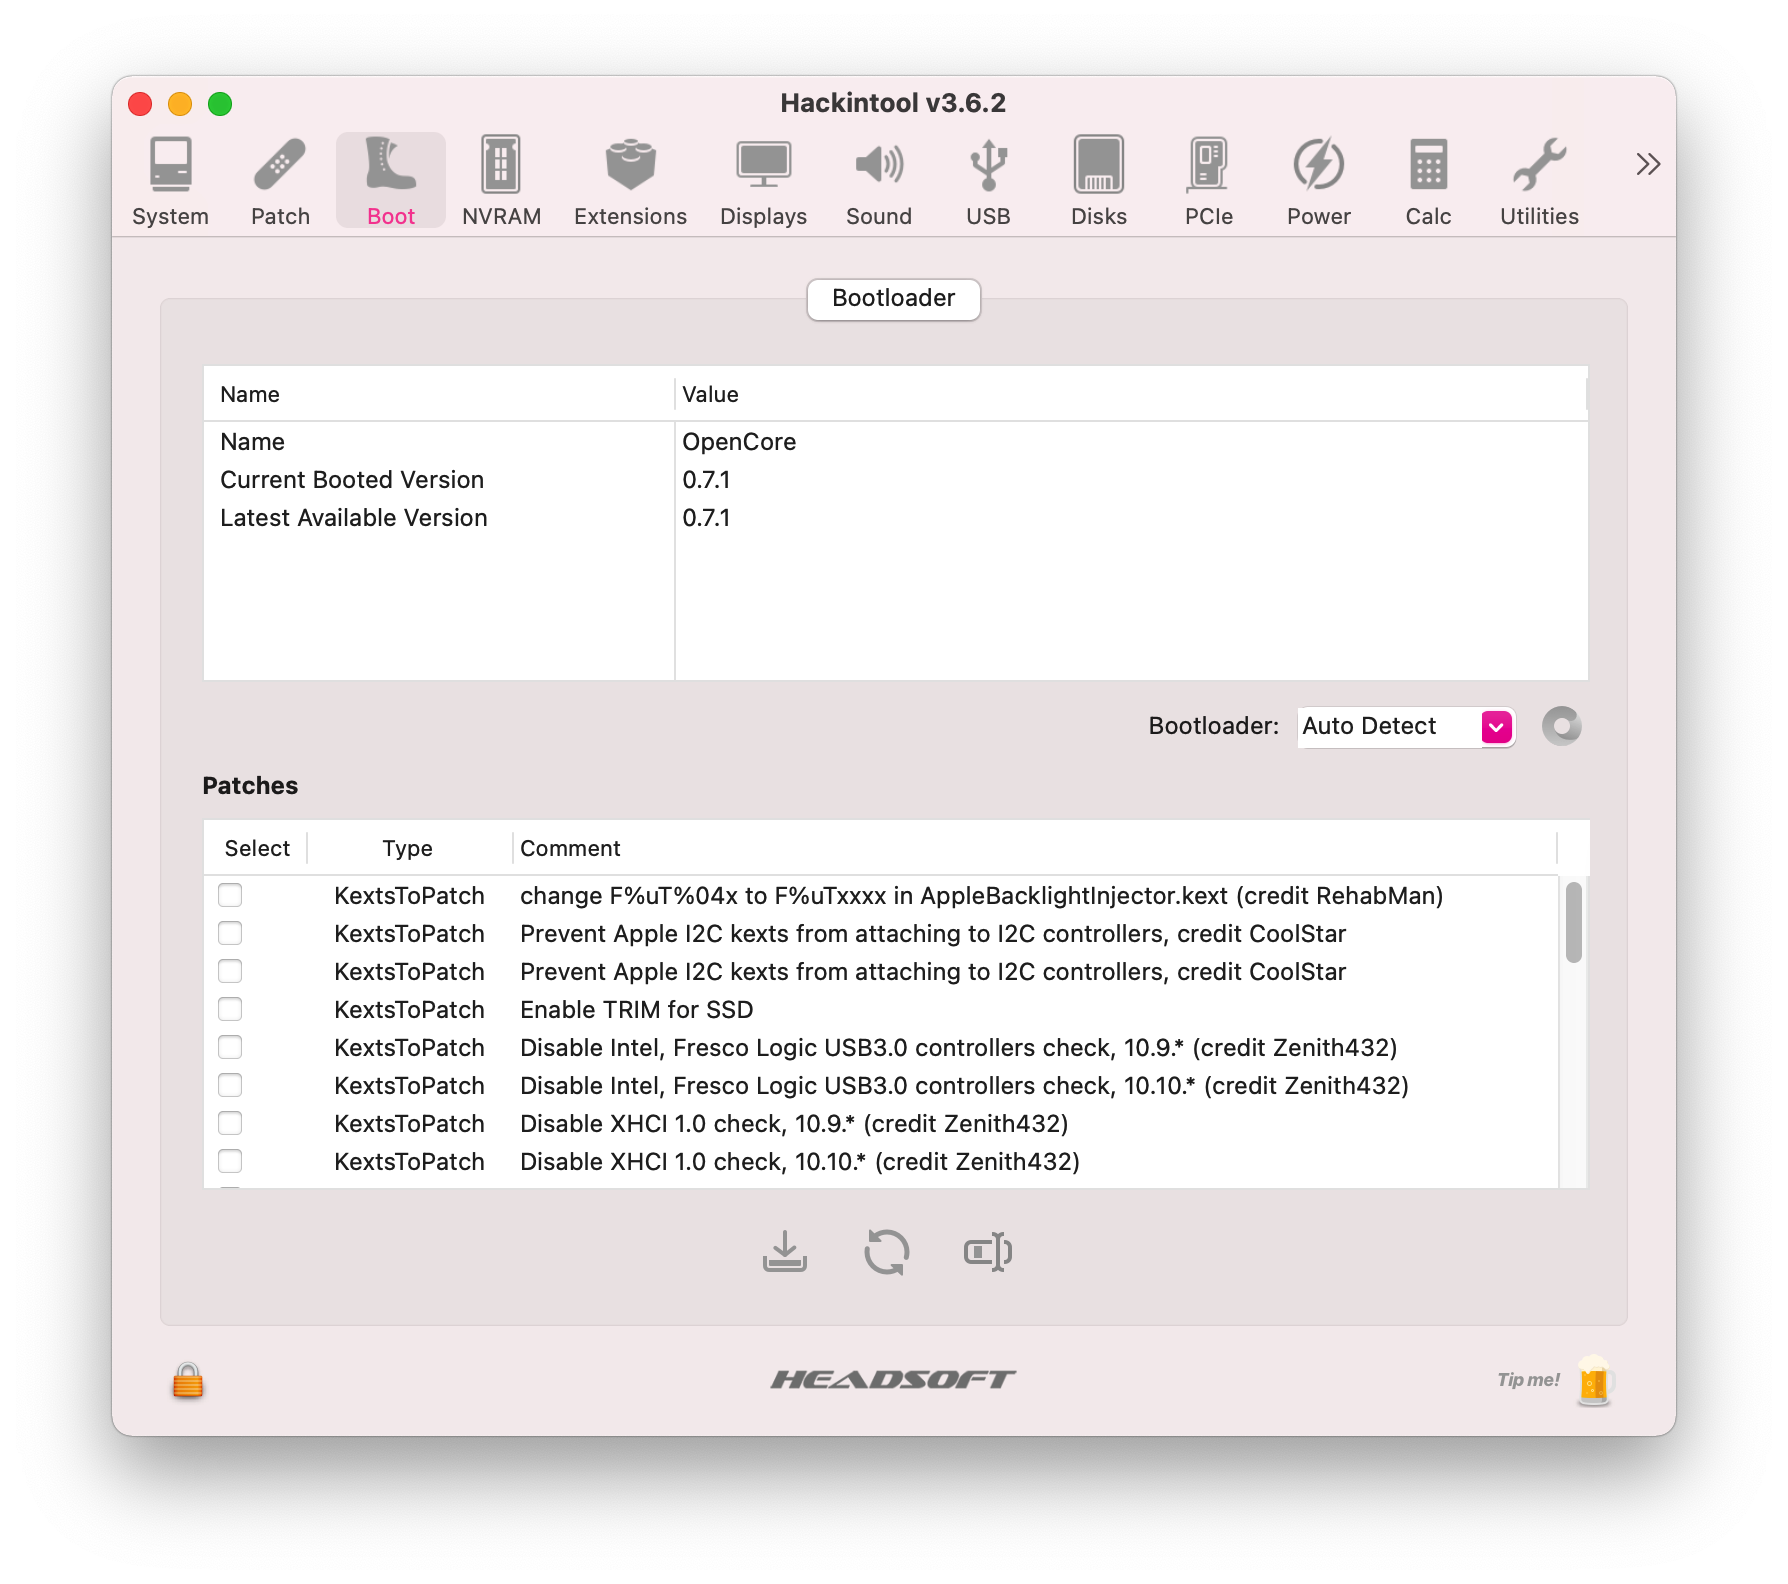 Hackintool v3.6.2
System Patch Boot NVRAM Extensions Displays Sound USB Disks PCIe Power Calc Utilities
Bootloader
Name Value
Name OpenCore
Current Booted Version 0.7.1
Latest Available Version 0.7.1
Bootloader: Auto Detect
Patches
Select Type Comment
KextsToPatch change F%uT%04x to F%uTxxxx in AppleBacklightInjector.kext (credit RehabMan)
KextsToPatch Prevent Apple I2C kexts from attaching to I2C controllers, credit CoolStar
KextsToPatch Prevent Apple I2C kexts from attaching to I2C controllers, credit CoolStar
KextsToPatch Enable TRIM for SSD
KextsToPatch Disable Intel, Fresco Logic USB3.0 controllers check, 10.9.* (credit Zenith432)
KextsToPatch Disable Intel, Fresco Logic USB3.0 controllers check, 10.10.* (credit Zenith432)
KextsToPatch Disable XHCI 1.0 check, 10.9.* (credit Zenith432)
KextsToPatch Disable XHCI 1.0 check, 10.10.* (credit Zenith432)
HEADSOFT
Tip me!